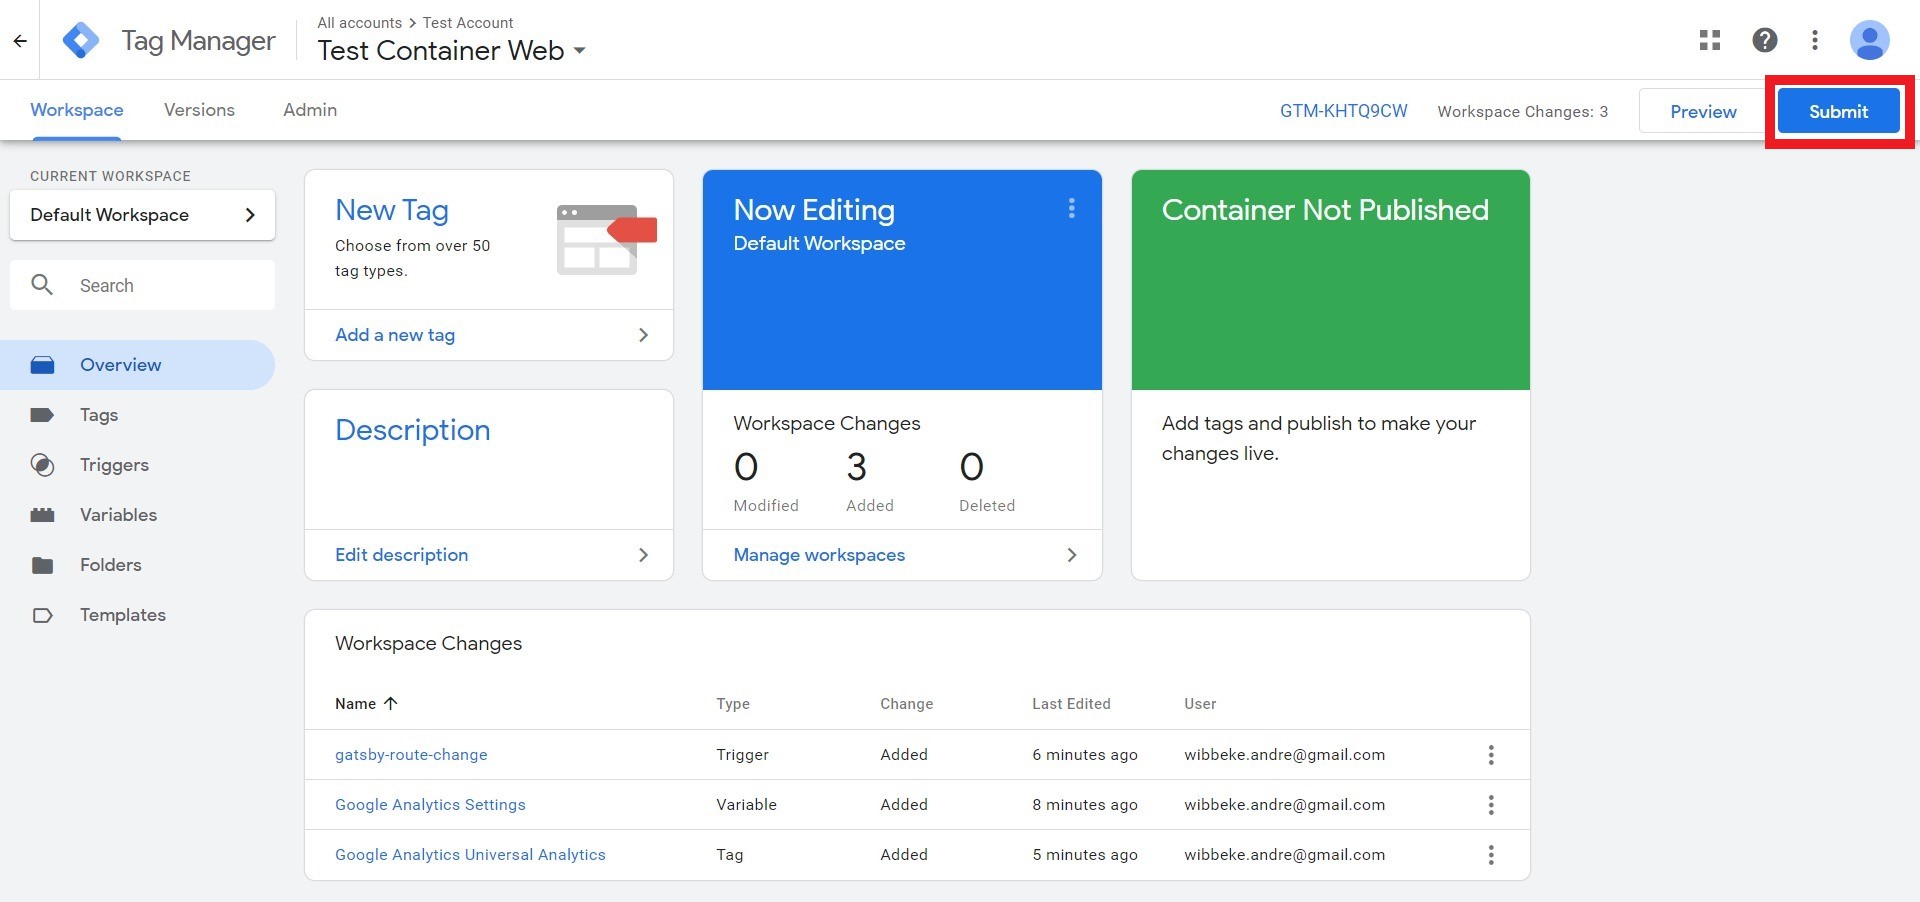 Tag Manager
All accounts > Test Account
Test Container Web
Workspace
Versions
Admin
GTM-KHTQ9CW
Workspace Changes: 3
Preview
Submit
CURRENT WORKSPACE
Default Workspace
Search
Overview
Tags
Triggers
Variables
Folders
Templates
New Tag
Choose from over 50
tag types.
Add a new tag
Description
Edit description
Now Editing
Default Workspace
Workspace Changes
0 3 0
Modified Added Deleted
Manage workspaces
Container Not Published
Add tags and publish to make your
changes live.
Workspace Changes
Name Type Change Last Edited User
gatsby-route-change Trigger Added 6 minutes ago wibbeke.andre@gmail.com
Google Analytics Settings Variable Added 8 minutes ago wibbeke.andre@gmail.com
Google Analytics Universal Analytics Tag Added 5 minutes ago wibbeke.andre@gmail.com